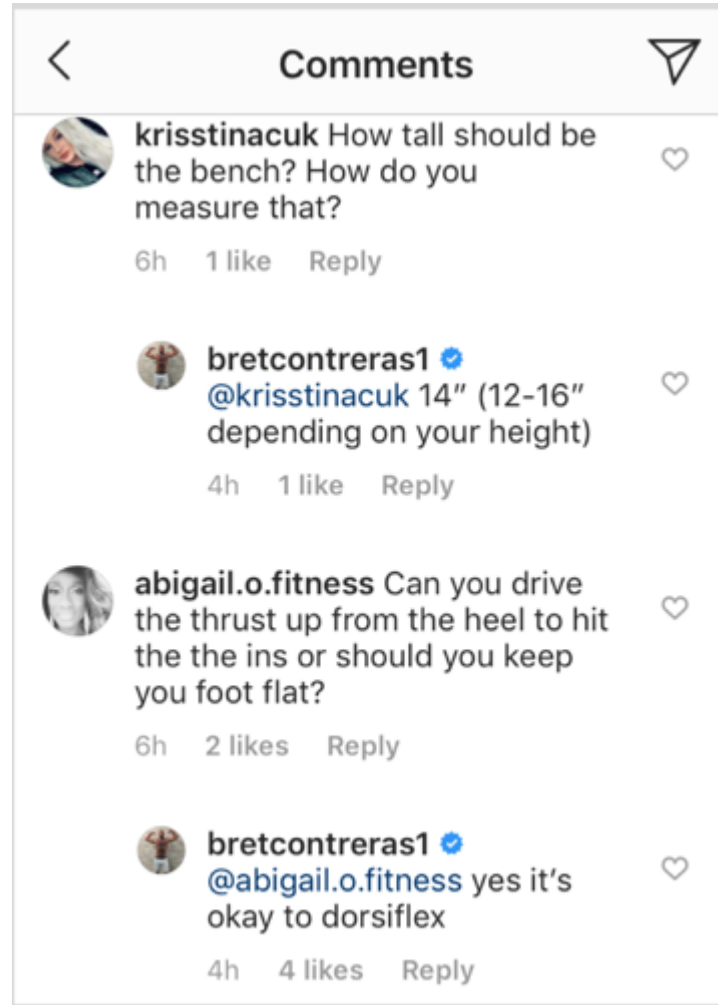 Comments
krisstinacuk How tall should be
the bench? How do you
measure that?
6h 1 like Reply
bretcontreras1
@krisstinacuk 14” (12-16”
depending on your height)
4h 1 like Reply
abigail.o.fitness Can you drive
the thrust up from the heel to hit
the the ins or should you keep
you foot flat?
6h 2 likes Reply
bretcontreras1
@abigail.o.fitness yes it’s
okay to dorsiflex
4h 4 likes Reply